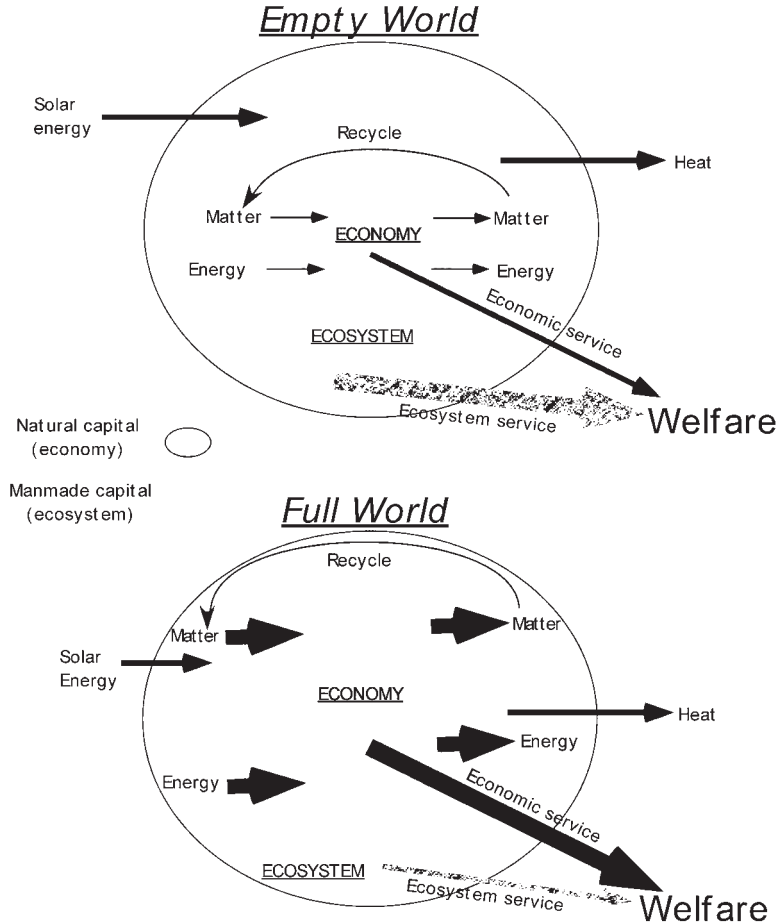 Empty World
Solar
energy
Recycle
Heat
Matter
Matter
ECONOMY
Energy
Energy
Economic service
ECOSYSTEM
Ecosystem service
Welfare
Natural capital
(economy)
Manmade capital
(ecosystem)
Full World
Recycle
Matter
Matter
Solar
Energy
ECONOMY
Heat
Energy
Energy
Economic service
ECOSYSTEM
Ecosystem service
Welfare